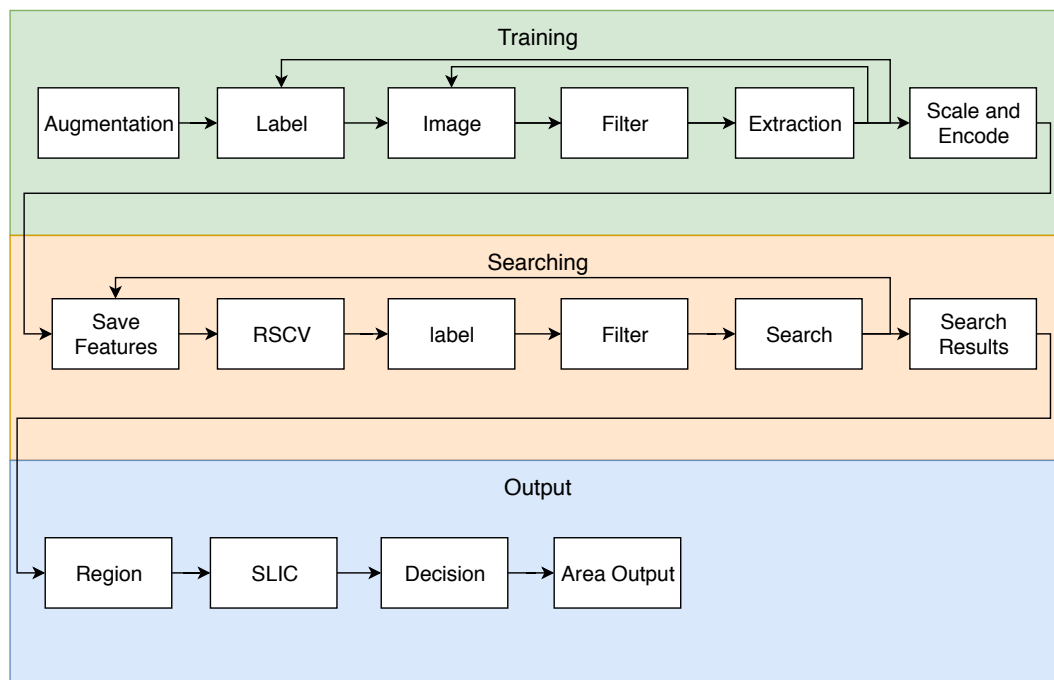 Training
Augmentation
Label
Image
Filter
Extraction
Scale and
Encode
Searching
Save
Features
RSCV
label
Filter
Search
Search
Results
Output
Region
SLIC
Decision
Area Output